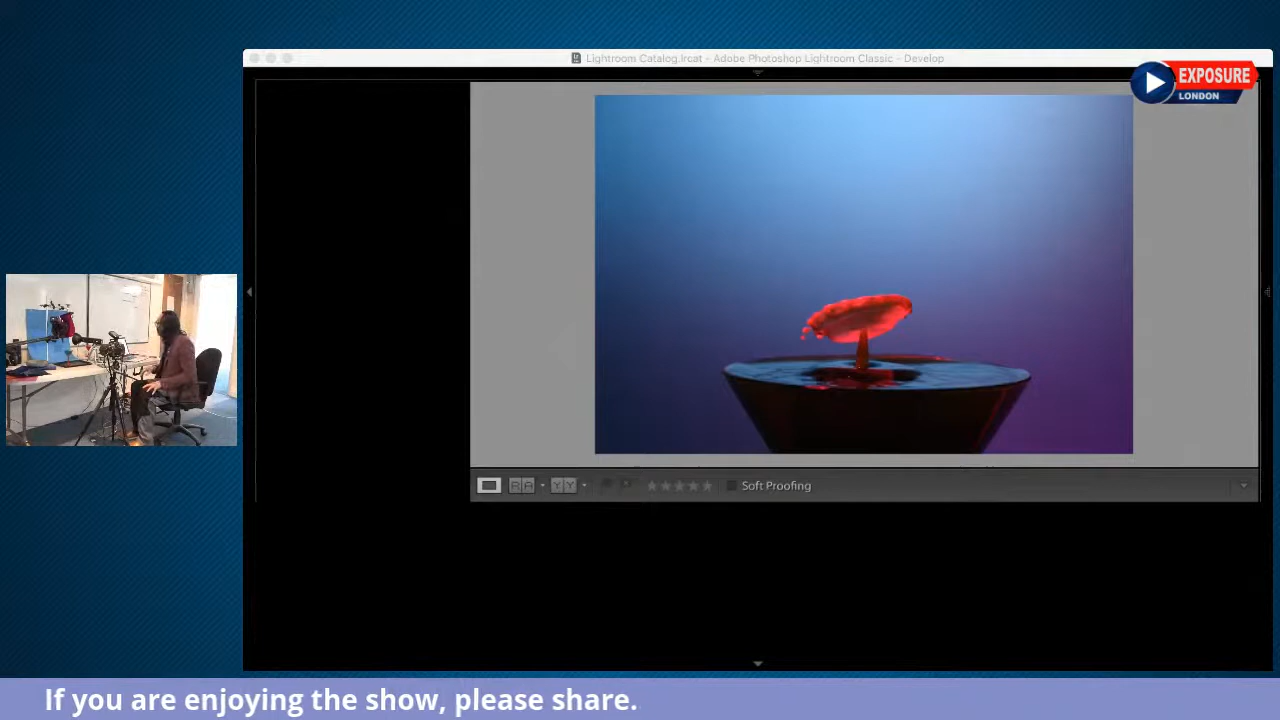 Lightroom Catalog.lrcat - Adobe Photoshop Lightroom Classic - Develop
EXPOSURE
LONDON
R A
Y Y
Soft Proofing
If you are enjoying the show, please share.